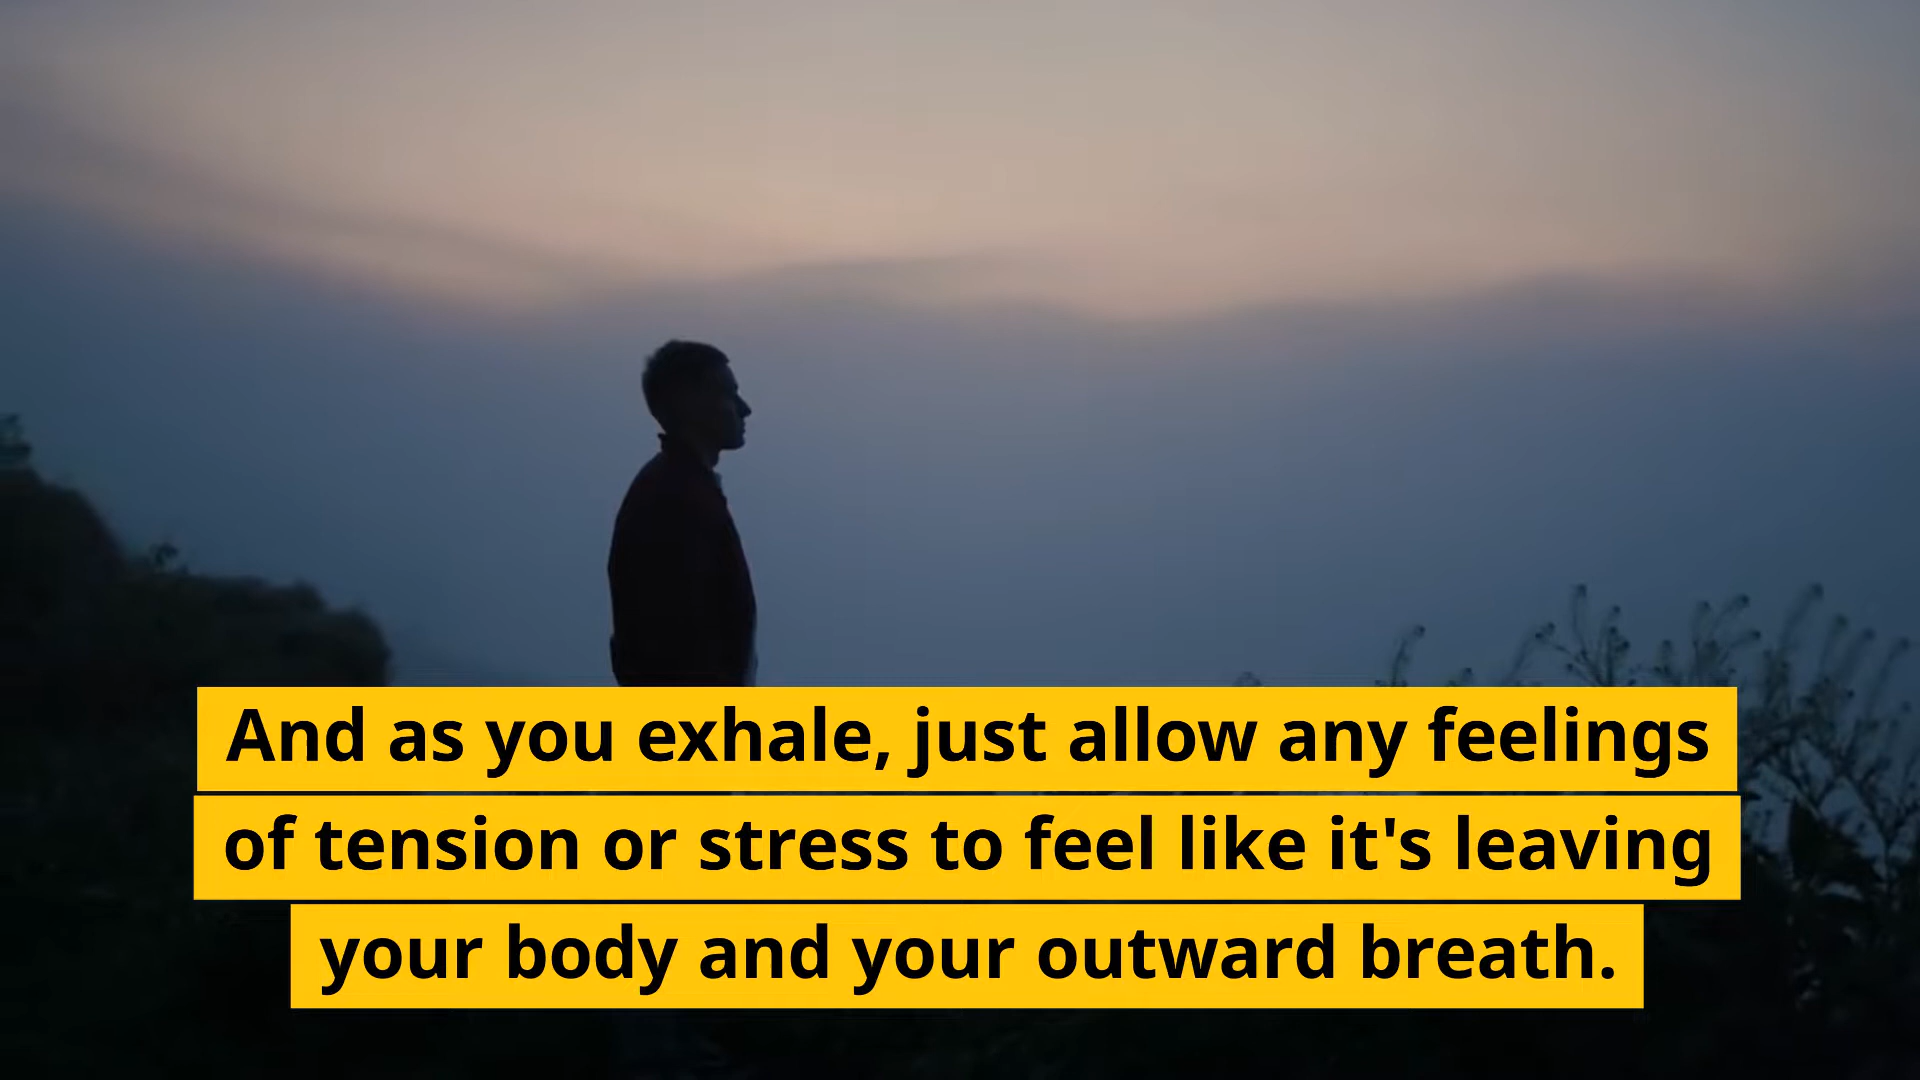 And as you exhale, just allow any feelings
of tension or stress to feel like it's leaving
your body and your outward breath.